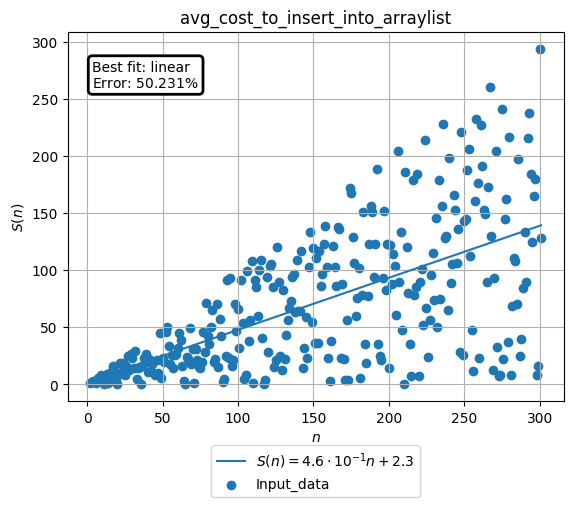 avg_cost_to_insert_into_arraylist
Best fit: linear
Error: 50.231%
300
250
200
150
100
50
0
S(n)
0 50 100 150 200 250 300
n
S(n) = 4.6 · 10⁻¹n + 2.3
Input_data